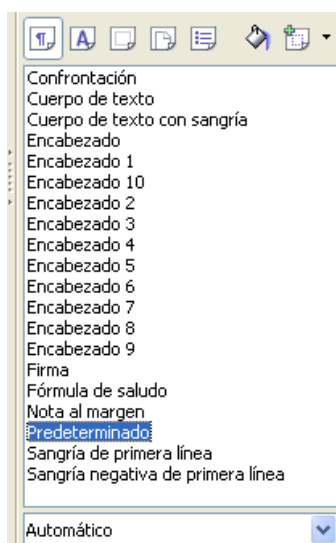 Confrontación
Cuerpo de texto
Cuerpo de texto con sangría
Encabezado
Encabezado 1
Encabezado 10
Encabezado 2
Encabezado 3
Encabezado 4
Encabezado 5
Encabezado 6
Encabezado 7
Encabezado 8
Encabezado 9
Firma
Fórmula de saludo
Nota al margen
Predeterminado
Sangría de primera línea
Sangría negativa de primera línea
Automático